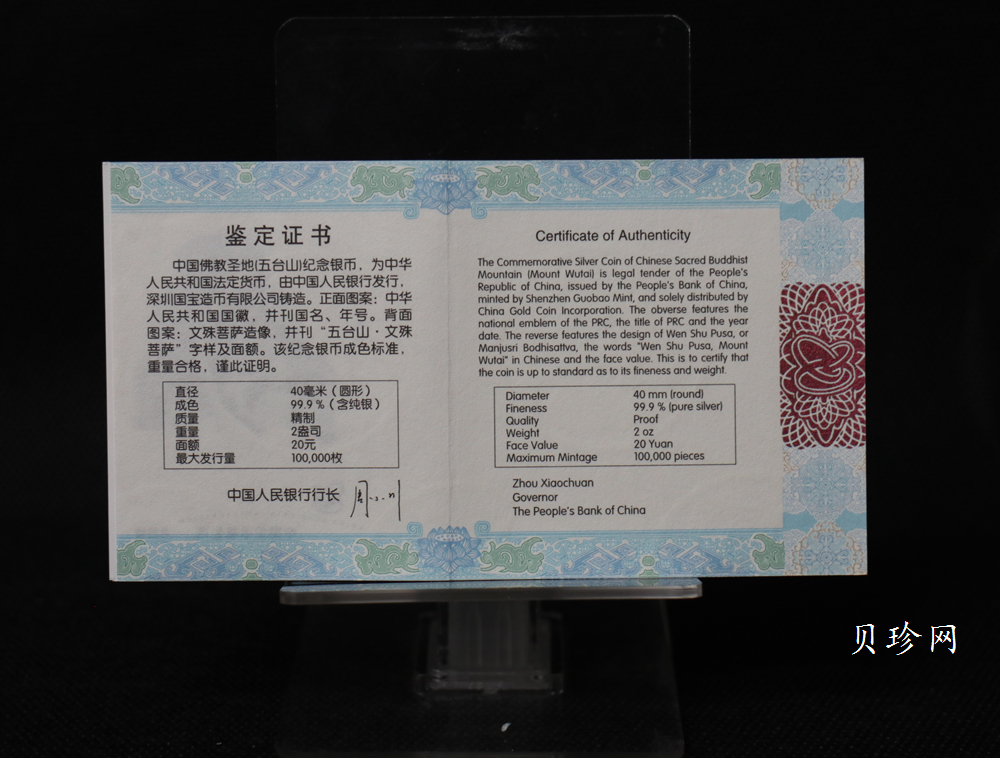 鉴定证书
中国佛教圣地(五台山)纪念银币，为中华
人民共和国法定货币，由中国人民银行发行，
深圳国宝造币有限公司铸造。正面图案：中华
人民共和国国徽，并刊国名、年号。背面
图案：文殊菩萨造像，并刊“五台山·文殊
菩萨”字样及面额。该纪念银币成色标准，
重量合格，谨此证明。
直径 40毫米（圆形）
成色 99.9％（含纯银）
质量 精制
重量 2盎司
面额 20元
最大发行量 100,000枚
中国人民银行行长
Certificate of Authenticity
The Commemorative Silver Coin of Chinese Sacred Buddhist
Mountain (Mount Wutai) is legal tender of the People's
Republic of China, issued by the People's Bank of China,
minted by Shenzhen Guobao Mint, and solely distributed by
China Gold Coin Incorporation. The obverse features the
national emblem of the PRC, the title of PRC and the year
date. The reverse features the design of Wen Shu Pusa, or
Manjusri Bodhisattva, the words "Wen Shu Pusa, Mount
Wutai" in Chinese and the face value. This is to certify that
the coin is up to standard as to its fineness and weight.
Diameter 40 mm (round)
Fineness 99.9 % (pure silver)
Quality Proof
Weight 2 oz
Face Value 20 Yuan
Maximum Mintage 100,000 pieces
Zhou Xiaochuan
Governor
The People's Bank of China
贝珍网